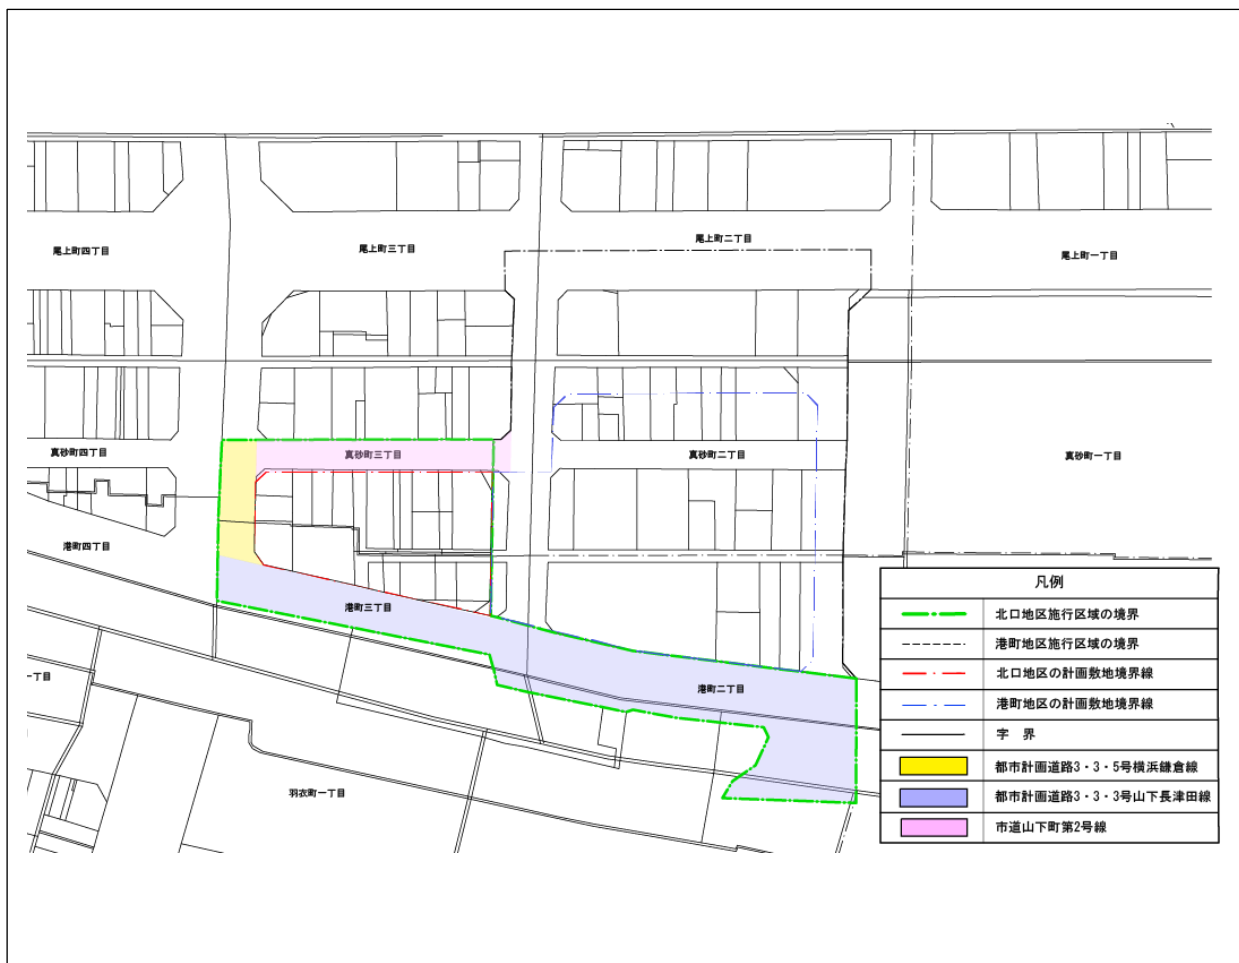 尾上町四丁目
尾上町三丁目
尾上町二丁目
尾上町一丁目
真砂町四丁目
真砂町三丁目
真砂町二丁目
真砂町一丁目
港町四丁目
港町三丁目
港町二丁目
一丁目
羽衣町一丁目
凡例
北口地区施行区域の境界
港町地区施行区域の境界
北口地区の計画敷地境界線
港町地区の計画敷地境界線
字 界
都市計画道路3・3・5号横浜鎌倉線
都市計画道路3・3・3号山下長津田線
市道山下町第2号線